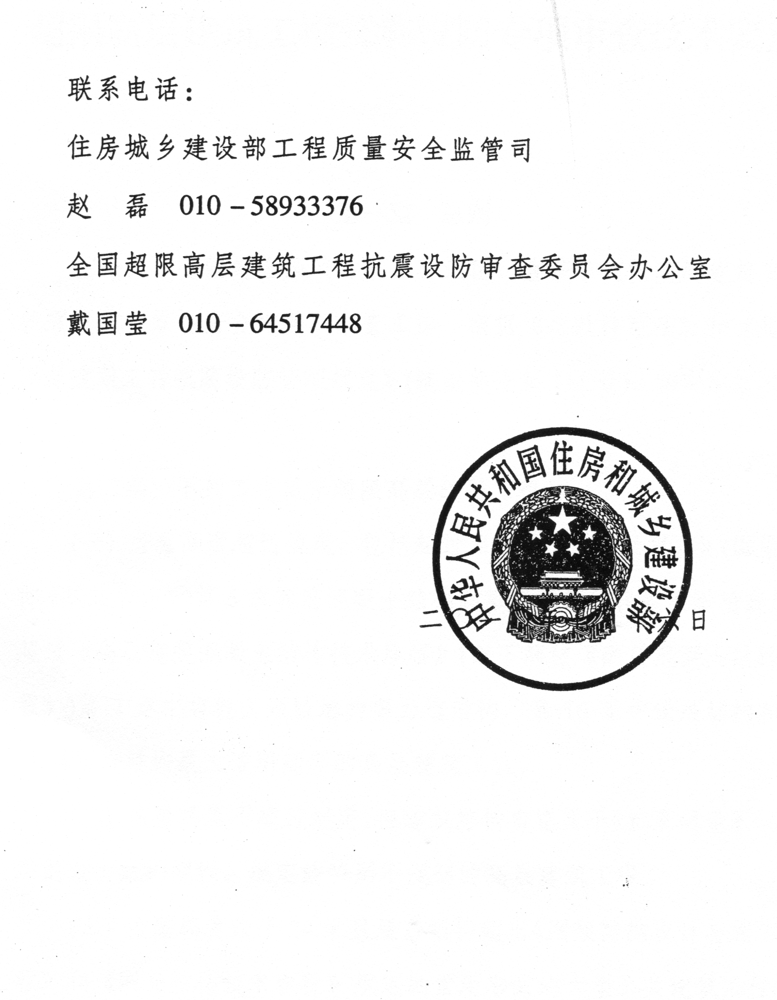 联系电话：
住房城乡建设部工程质量安全监管司
赵　磊　010-58933376
全国超限高层建筑工程抗震设防审查委员会办公室
戴国莹　010-64517448
中华人民共和国住房和城乡建设部
二〇 日